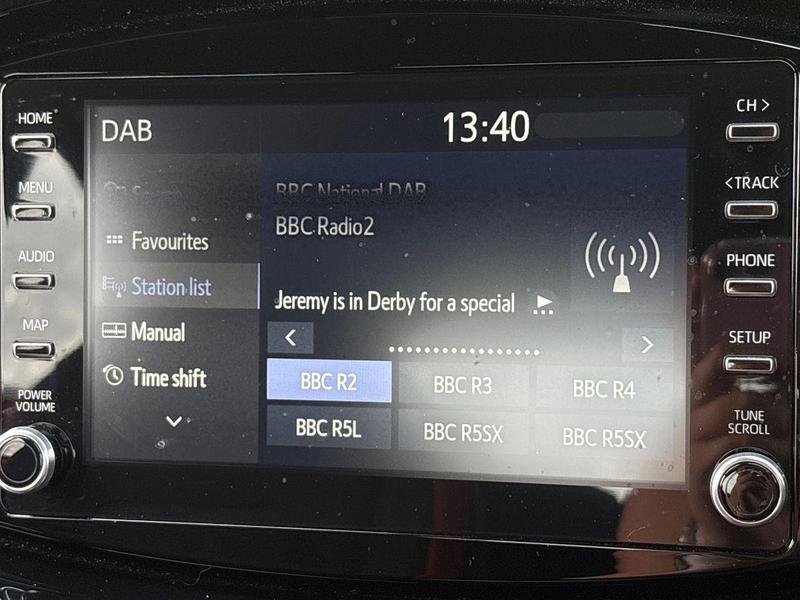 HOME
MENU
AUDIO
MAP
POWER
VOLUME
DAB
13:40
Favourites
Station list
Manual
Time shift
BBC National DAB
BBC Radio2
Jeremy is in Derby for a special
BBC R2
BBC R3
BBC R4
BBC R5L
BBC R5SX
BBC R5SX
CH >
< TRACK
PHONE
SETUP
TUNE
SCROLL